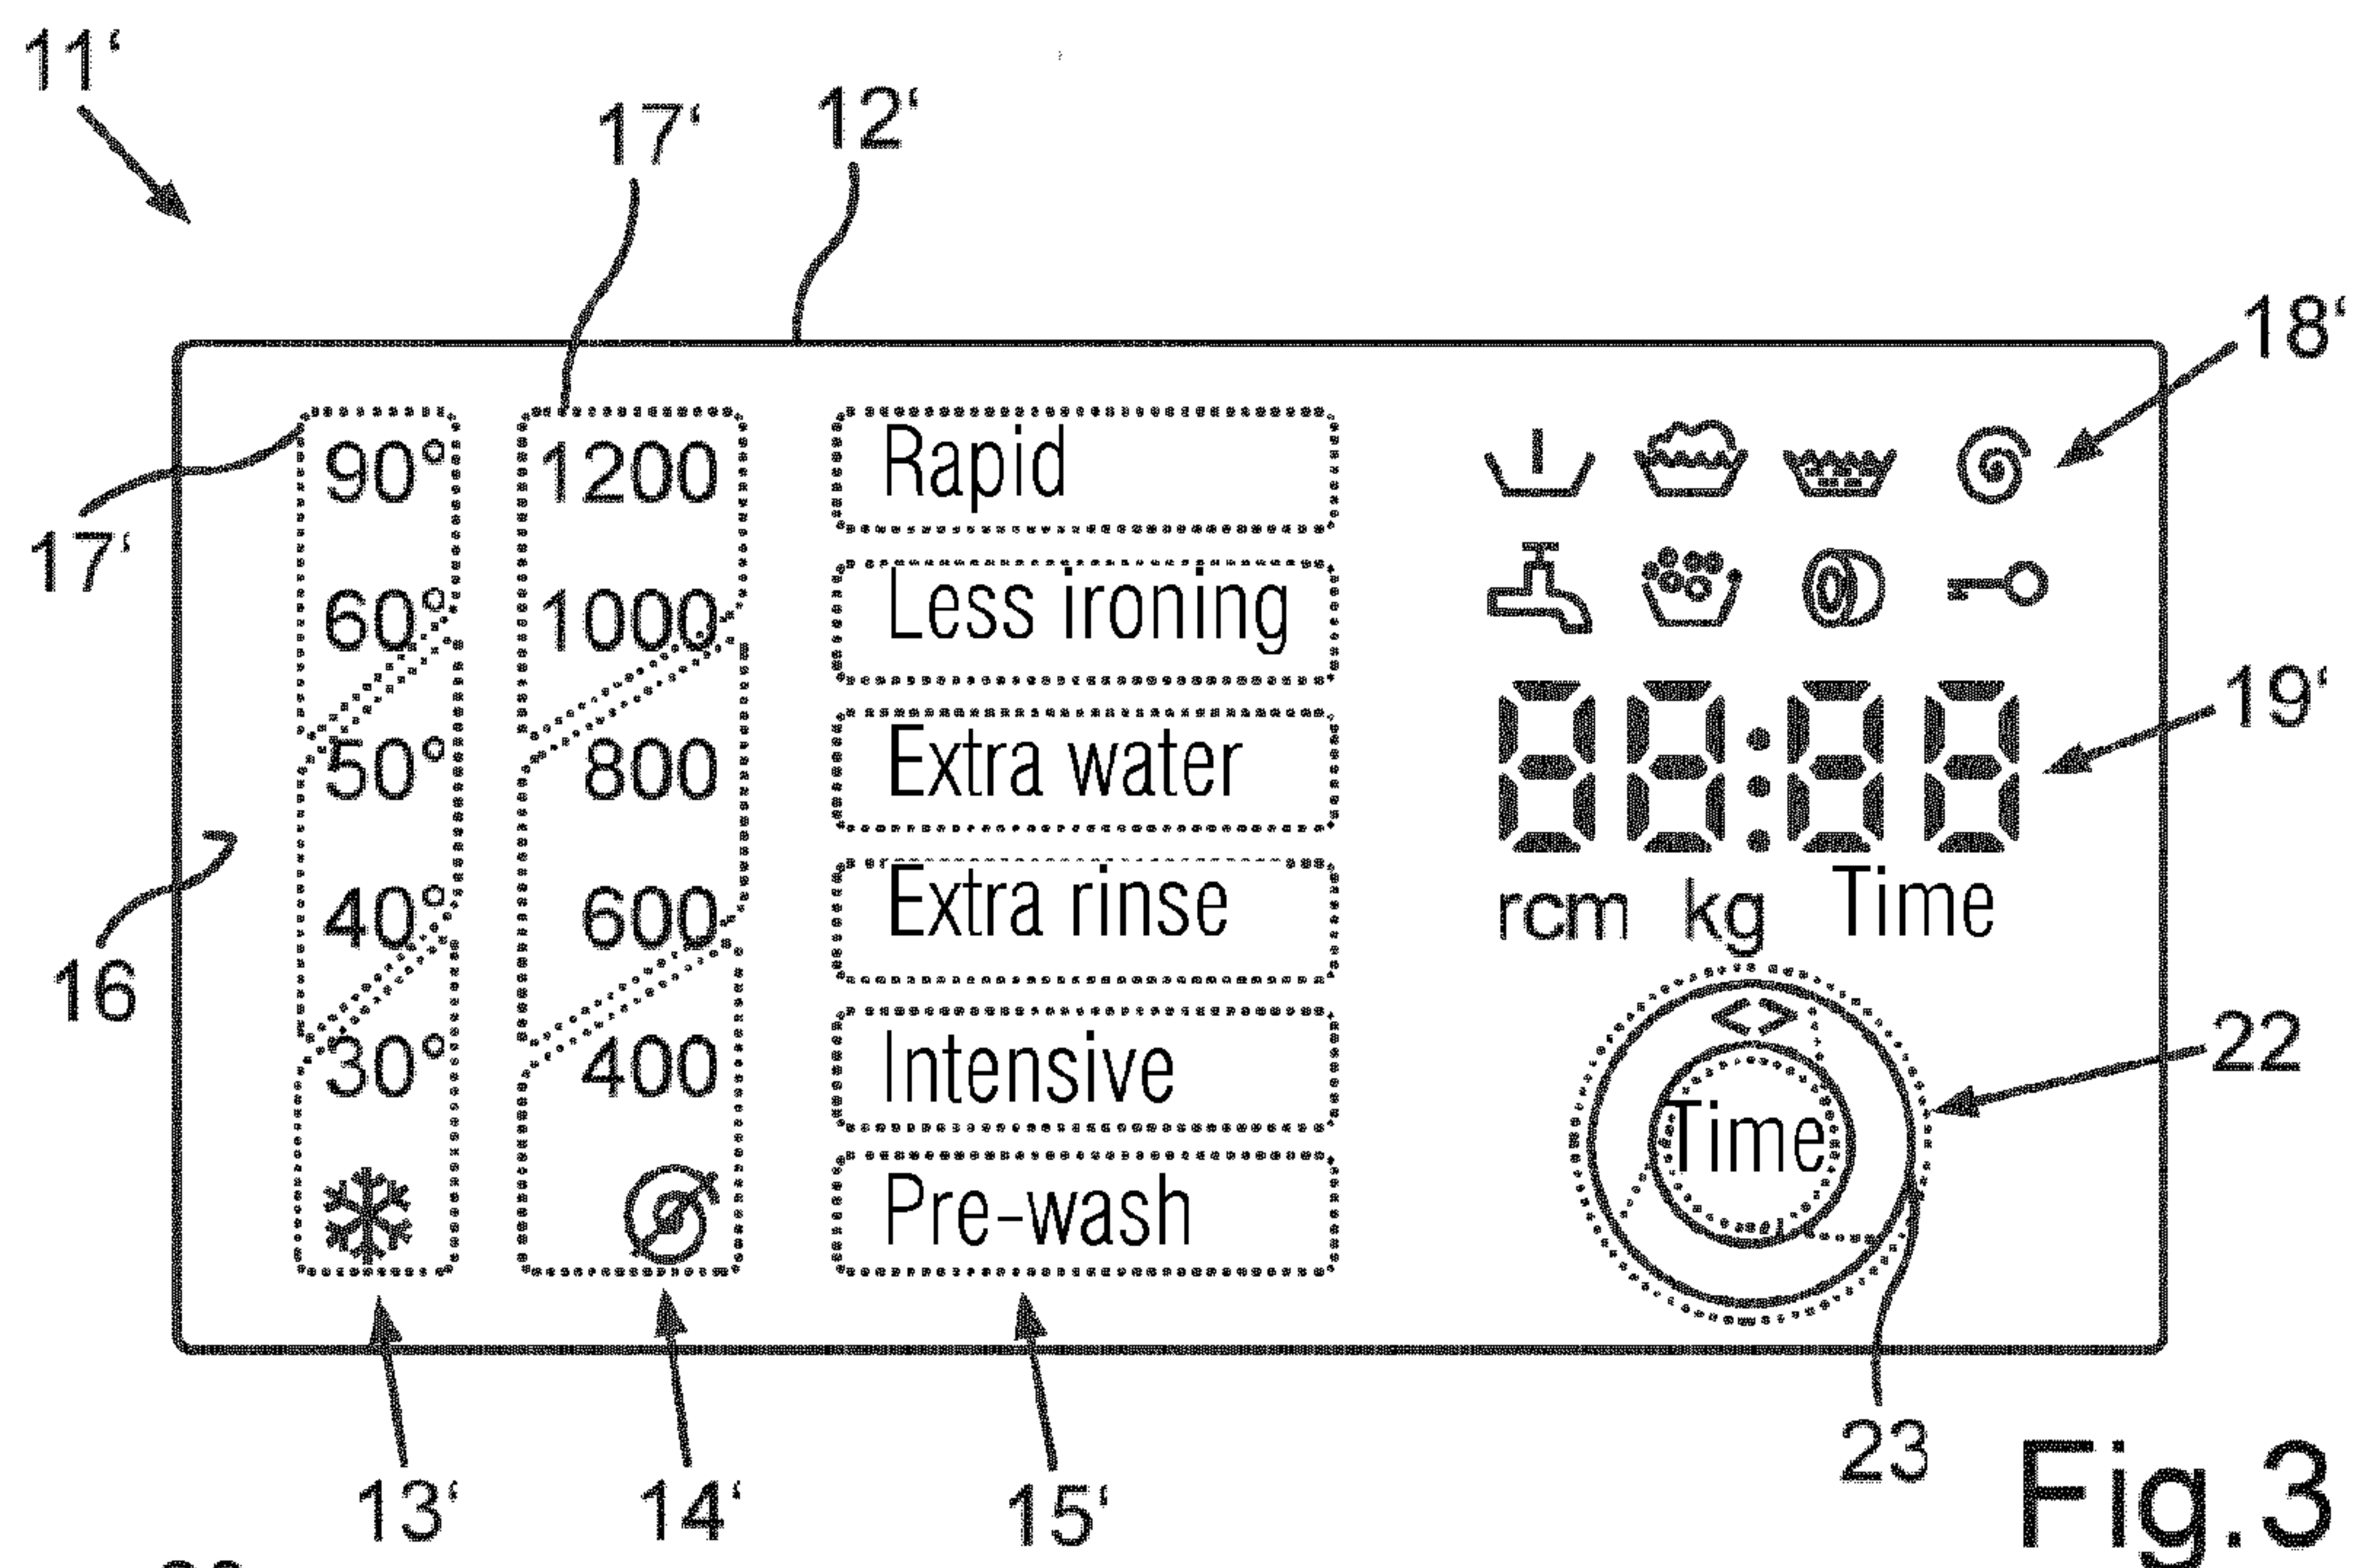 11‘
17‘
12‘
18‘
90° 1200 Rapid
17‘
60° 1000 Less ironing
19‘
50° 800 Extra water
88:88
40° 600 Extra rinse
rcm kg Time
16
22
30° 400 Intensive
< >
Time
Pre-wash
23
13‘ 14‘ 15‘
Fig.3